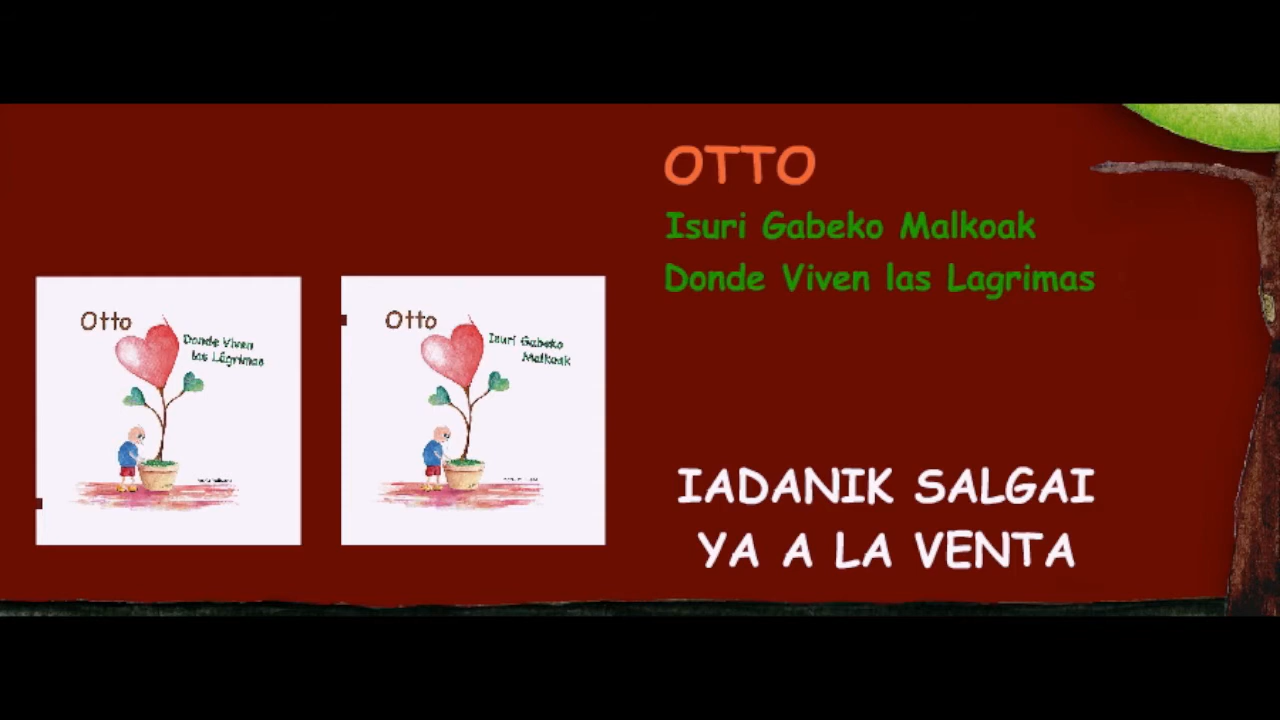 OTTO
Isuri Gabeko Malkoak
Donde Viven las Lagrimas
Otto
Donde Viven
las Lágrimas
Otto
Isuri Gabeko
Malkoak
IADANIK SALGAI
YA A LA VENTA